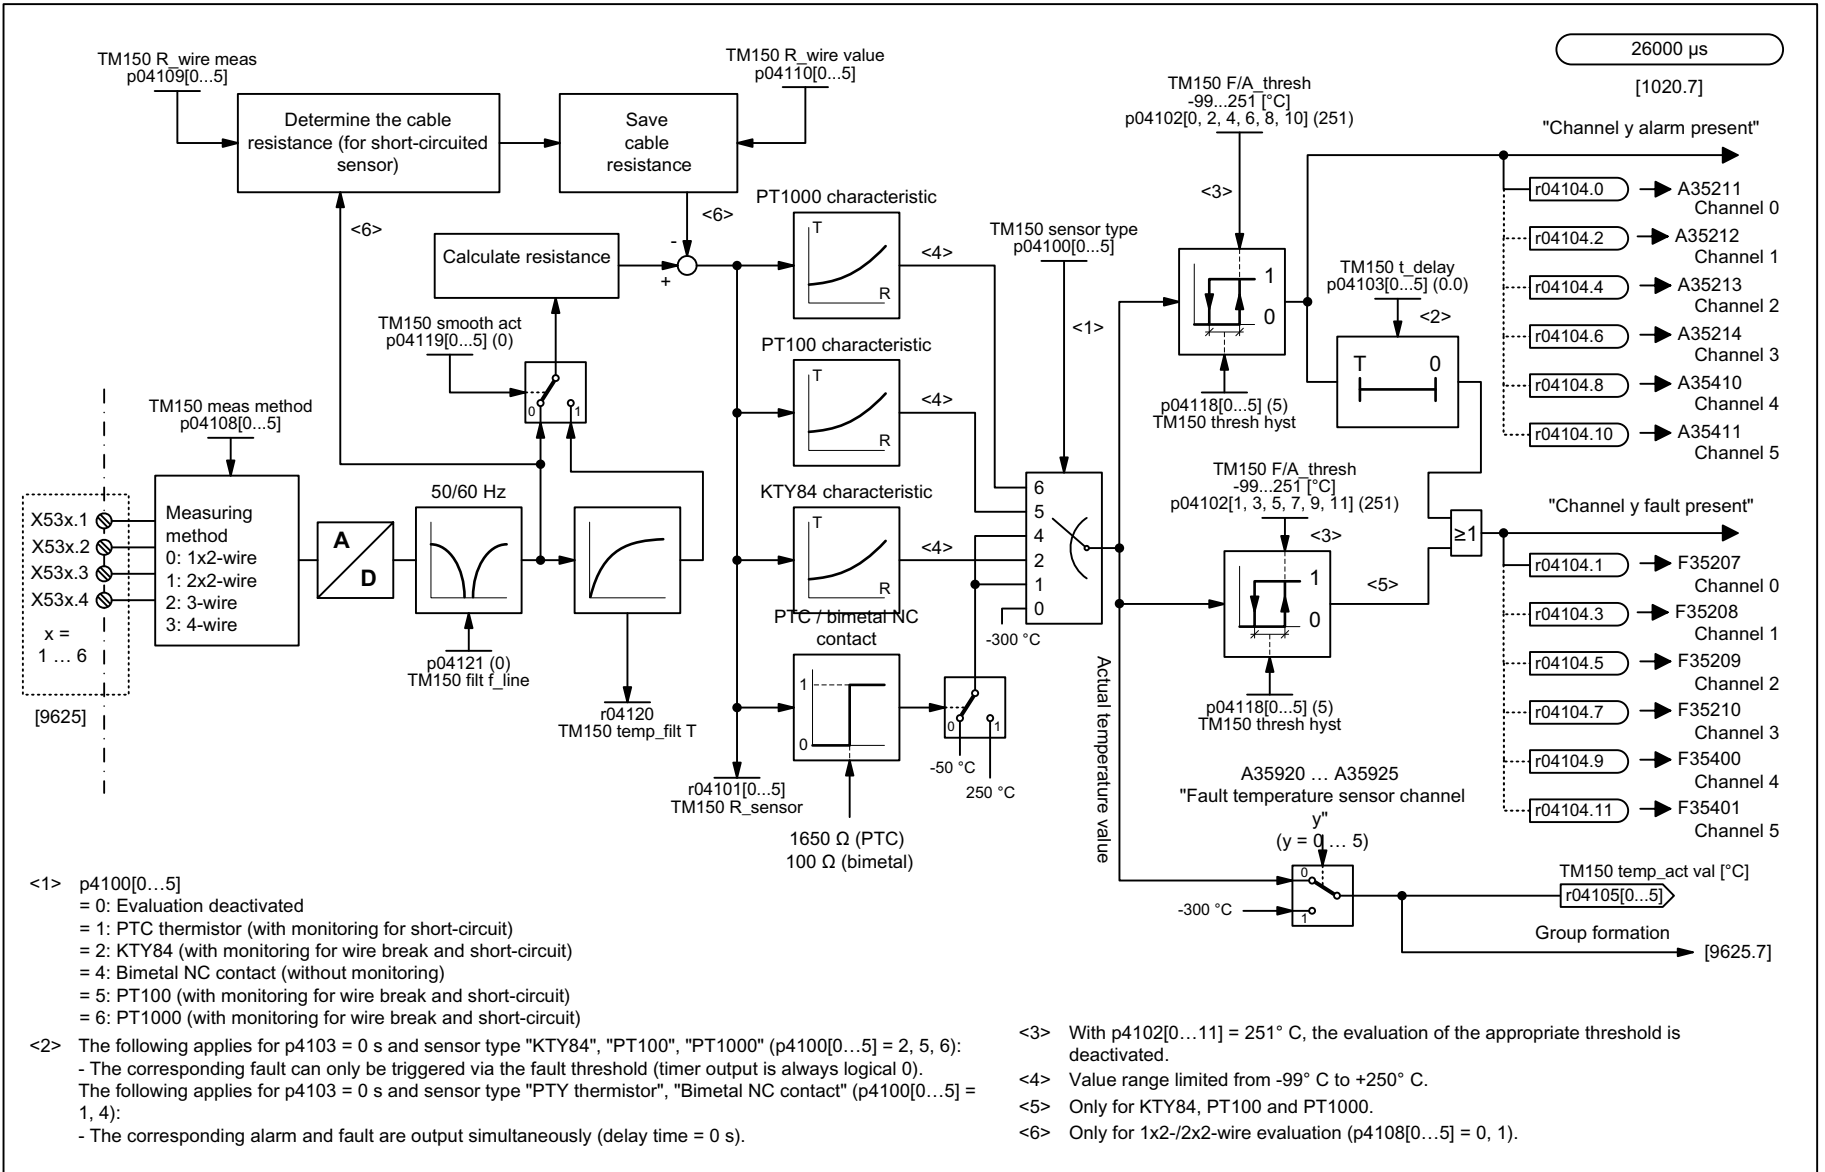 TM150 R_wire meas
p04109[0...5]
TM150 R_wire value
p04110[0...5]
Determine the cable
resistance (for short-circuited
sensor)
Save
cable
resistance
<6>
<6>
Calculate resistance
-
+
TM150 smooth act
p04119[0...5] (0)
0
1
TM150 meas method
p04108[0...5]
X53x.1
X53x.2
X53x.3
X53x.4
x =
1 … 6
[9625]
Measuring
method
0: 1x2-wire
1: 2x2-wire
2: 3-wire
3: 4-wire
A
D
50/60 Hz
p04121 (0)
TM150 filt f_line
r04120
TM150 temp_filt T
r04101[0...5]
TM150 R_sensor
PT1000 characteristic
T
R
<4>
PT100 characteristic
T
R
<4>
KTY84 characteristic
T
R
<4>
PTC / bimetal NC
contact
1
0
1650 Ω (PTC)
100 Ω (bimetal)
0
1
-50 °C
250 °C
TM150 sensor type
p04100[0...5]
<1>
6
5
4
2
1
0
-300 °C
Actual temperature value
TM150 F/A_thresh
-99...251 [°C]
p04102[0, 2, 4, 6, 8, 10] (251)
<3>
1
0
p04118[0...5] (5)
TM150 thresh hyst
TM150 t_delay
p04103[0...5] (0.0)
<2>
T
0
TM150 F/A_thresh
-99...251 [°C]
p04102[1, 3, 5, 7, 9, 11] (251)
<3>
1
0
<5>
p04118[0...5] (5)
TM150 thresh hyst
≥1
A35920 … A35925
"Fault temperature sensor channel
y"
(y = 0 … 5)
0
1
-300 °C
26000 µs
[1020.7]
"Channel y alarm present"
r04104.0
A35211
Channel 0
r04104.2
A35212
Channel 1
r04104.4
A35213
Channel 2
r04104.6
A35214
Channel 3
r04104.8
A35410
Channel 4
r04104.10
A35411
Channel 5
"Channel y fault present"
r04104.1
F35207
Channel 0
r04104.3
F35208
Channel 1
r04104.5
F35209
Channel 2
r04104.7
F35210
Channel 3
r04104.9
F35400
Channel 4
r04104.11
F35401
Channel 5
TM150 temp_act val [°C]
r04105[0...5]
Group formation
[9625.7]
<1> p4100[0...5]
= 0: Evaluation deactivated
= 1: PTC thermistor (with monitoring for short-circuit)
= 2: KTY84 (with monitoring for wire break and short-circuit)
= 4: Bimetal NC contact (without monitoring)
= 5: PT100 (with monitoring for wire break and short-circuit)
= 6: PT1000 (with monitoring for wire break and short-circuit)
<2> The following applies for p4103 = 0 s and sensor type "KTY84", "PT100", "PT1000" (p4100[0...5] = 2, 5, 6):
- The corresponding fault can only be triggered via the fault threshold (timer output is always logical 0).
The following applies for p4103 = 0 s and sensor type "PTY thermistor", "Bimetal NC contact" (p4100[0...5] =
1, 4):
- The corresponding alarm and fault are output simultaneously (delay time = 0 s).
<3> With p4102[0...11] = 251° C, the evaluation of the appropriate threshold is
deactivated.
<4> Value range limited from -99° C to +250° C.
<5> Only for KTY84, PT100 and PT1000.
<6> Only for 1x2-/2x2-wire evaluation (p4108[0...5] = 0, 1).